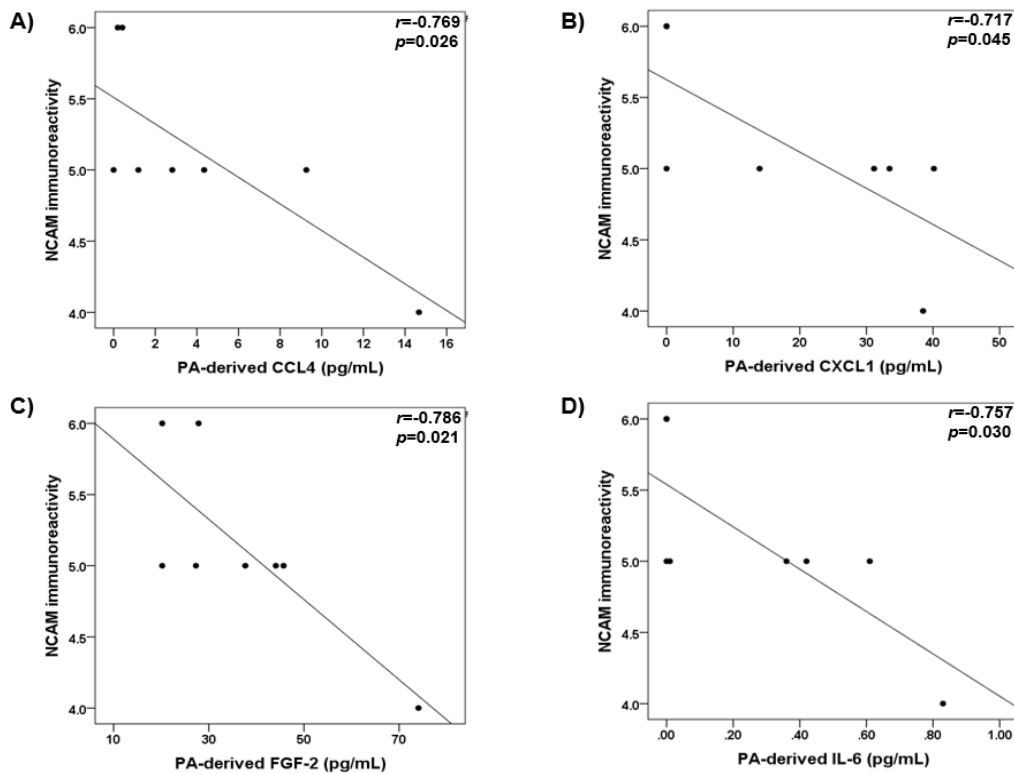 A)
r=-0.769
p=0.026
NCAM immunoreactivity
6.0
5.5
5.0
4.5
4.0
0 2 4 6 8 10 12 14 16
PA-derived CCL4 (pg/mL)
B)
r=-0.717
p=0.045
NCAM immunoreactivity
6.0
5.5
5.0
4.5
4.0
0 10 20 30 40 50
PA-derived CXCL1 (pg/mL)
C)
r=-0.786
p=0.021
NCAM immunoreactivity
6.0
5.5
5.0
4.5
4.0
10 30 50 70
PA-derived FGF-2 (pg/mL)
D)
r=-0.757
p=0.030
NCAM immunoreactivity
6.0
5.5
5.0
4.5
4.0
.00 .20 .40 .60 .80 1.00
PA-derived IL-6 (pg/mL)